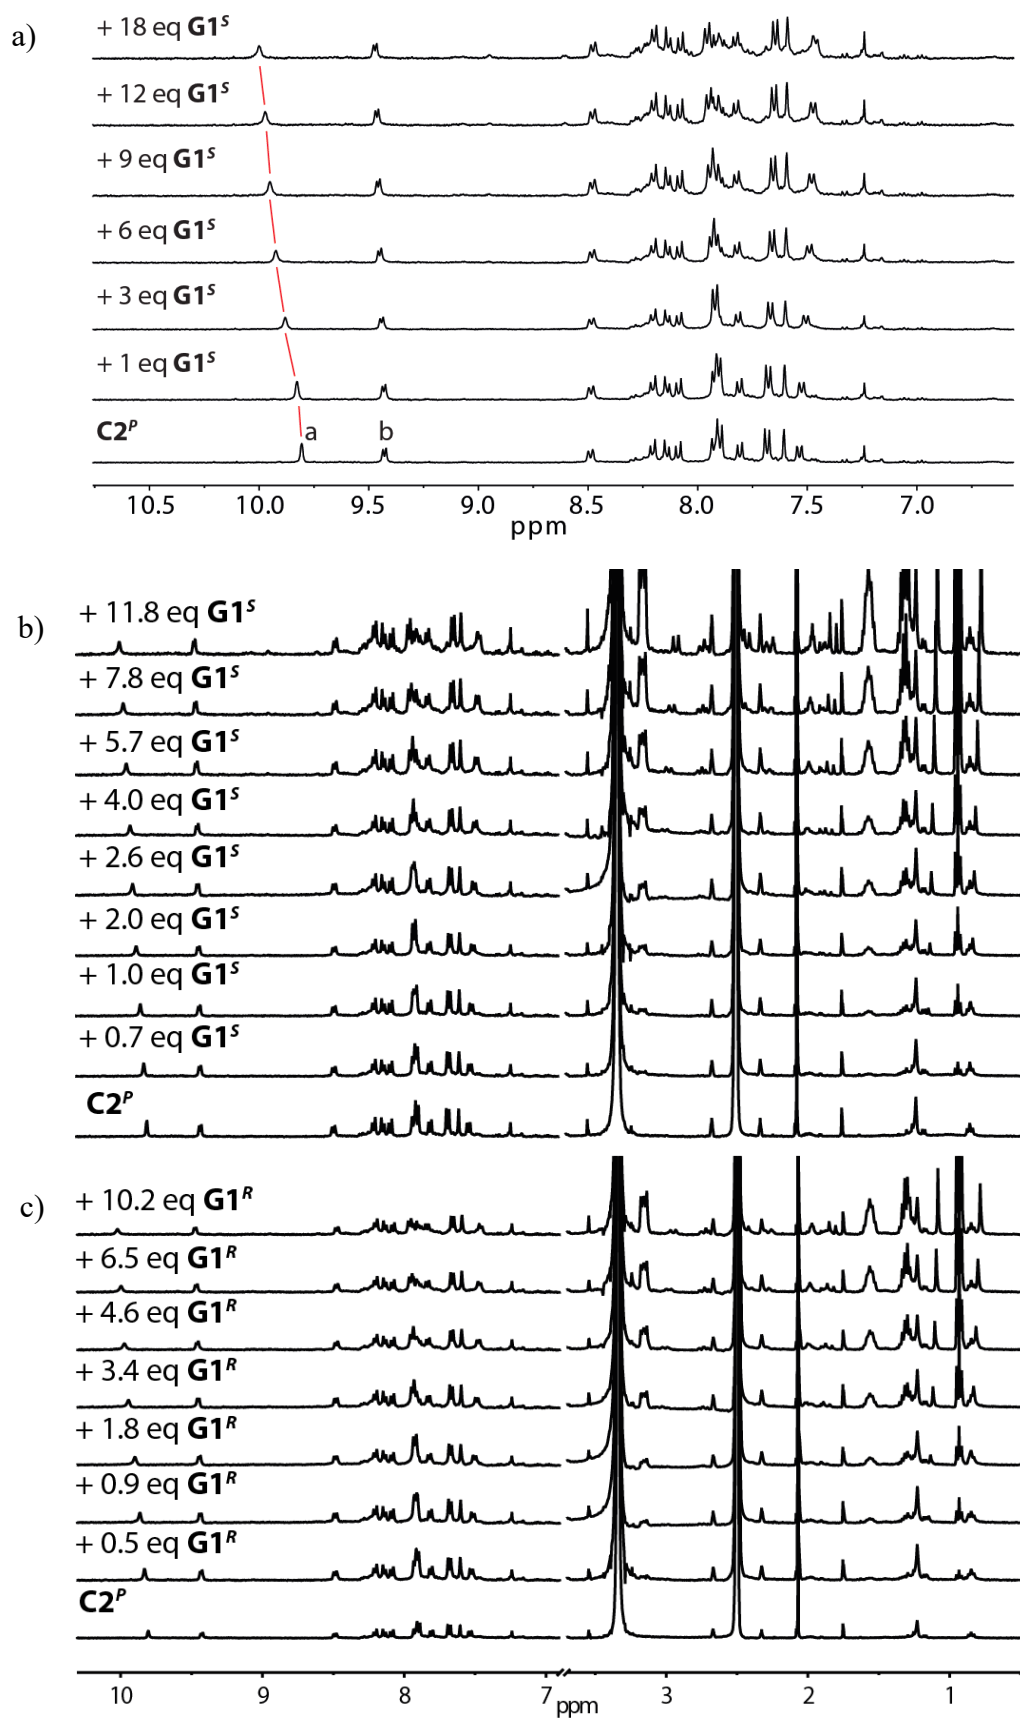 a)
+ 18 eq G1ˢ
+ 12 eq G1ˢ
+ 9 eq G1ˢ
+ 6 eq G1ˢ
+ 3 eq G1ˢ
+ 1 eq G1ˢ
C2ᴾ a b
10.5 10.0 9.5 9.0 8.5 8.0 7.5 7.0
ppm
b)
+ 11.8 eq G1ˢ
+ 7.8 eq G1ˢ
+ 5.7 eq G1ˢ
+ 4.0 eq G1ˢ
+ 2.6 eq G1ˢ
+ 2.0 eq G1ˢ
+ 1.0 eq G1ˢ
+ 0.7 eq G1ˢ
C2ᴾ
c)
+ 10.2 eq G1ᴿ
+ 6.5 eq G1ᴿ
+ 4.6 eq G1ᴿ
+ 3.4 eq G1ᴿ
+ 1.8 eq G1ᴿ
+ 0.9 eq G1ᴿ
+ 0.5 eq G1ᴿ
C2ᴾ
10 9 8 7 ppm 3 2 1